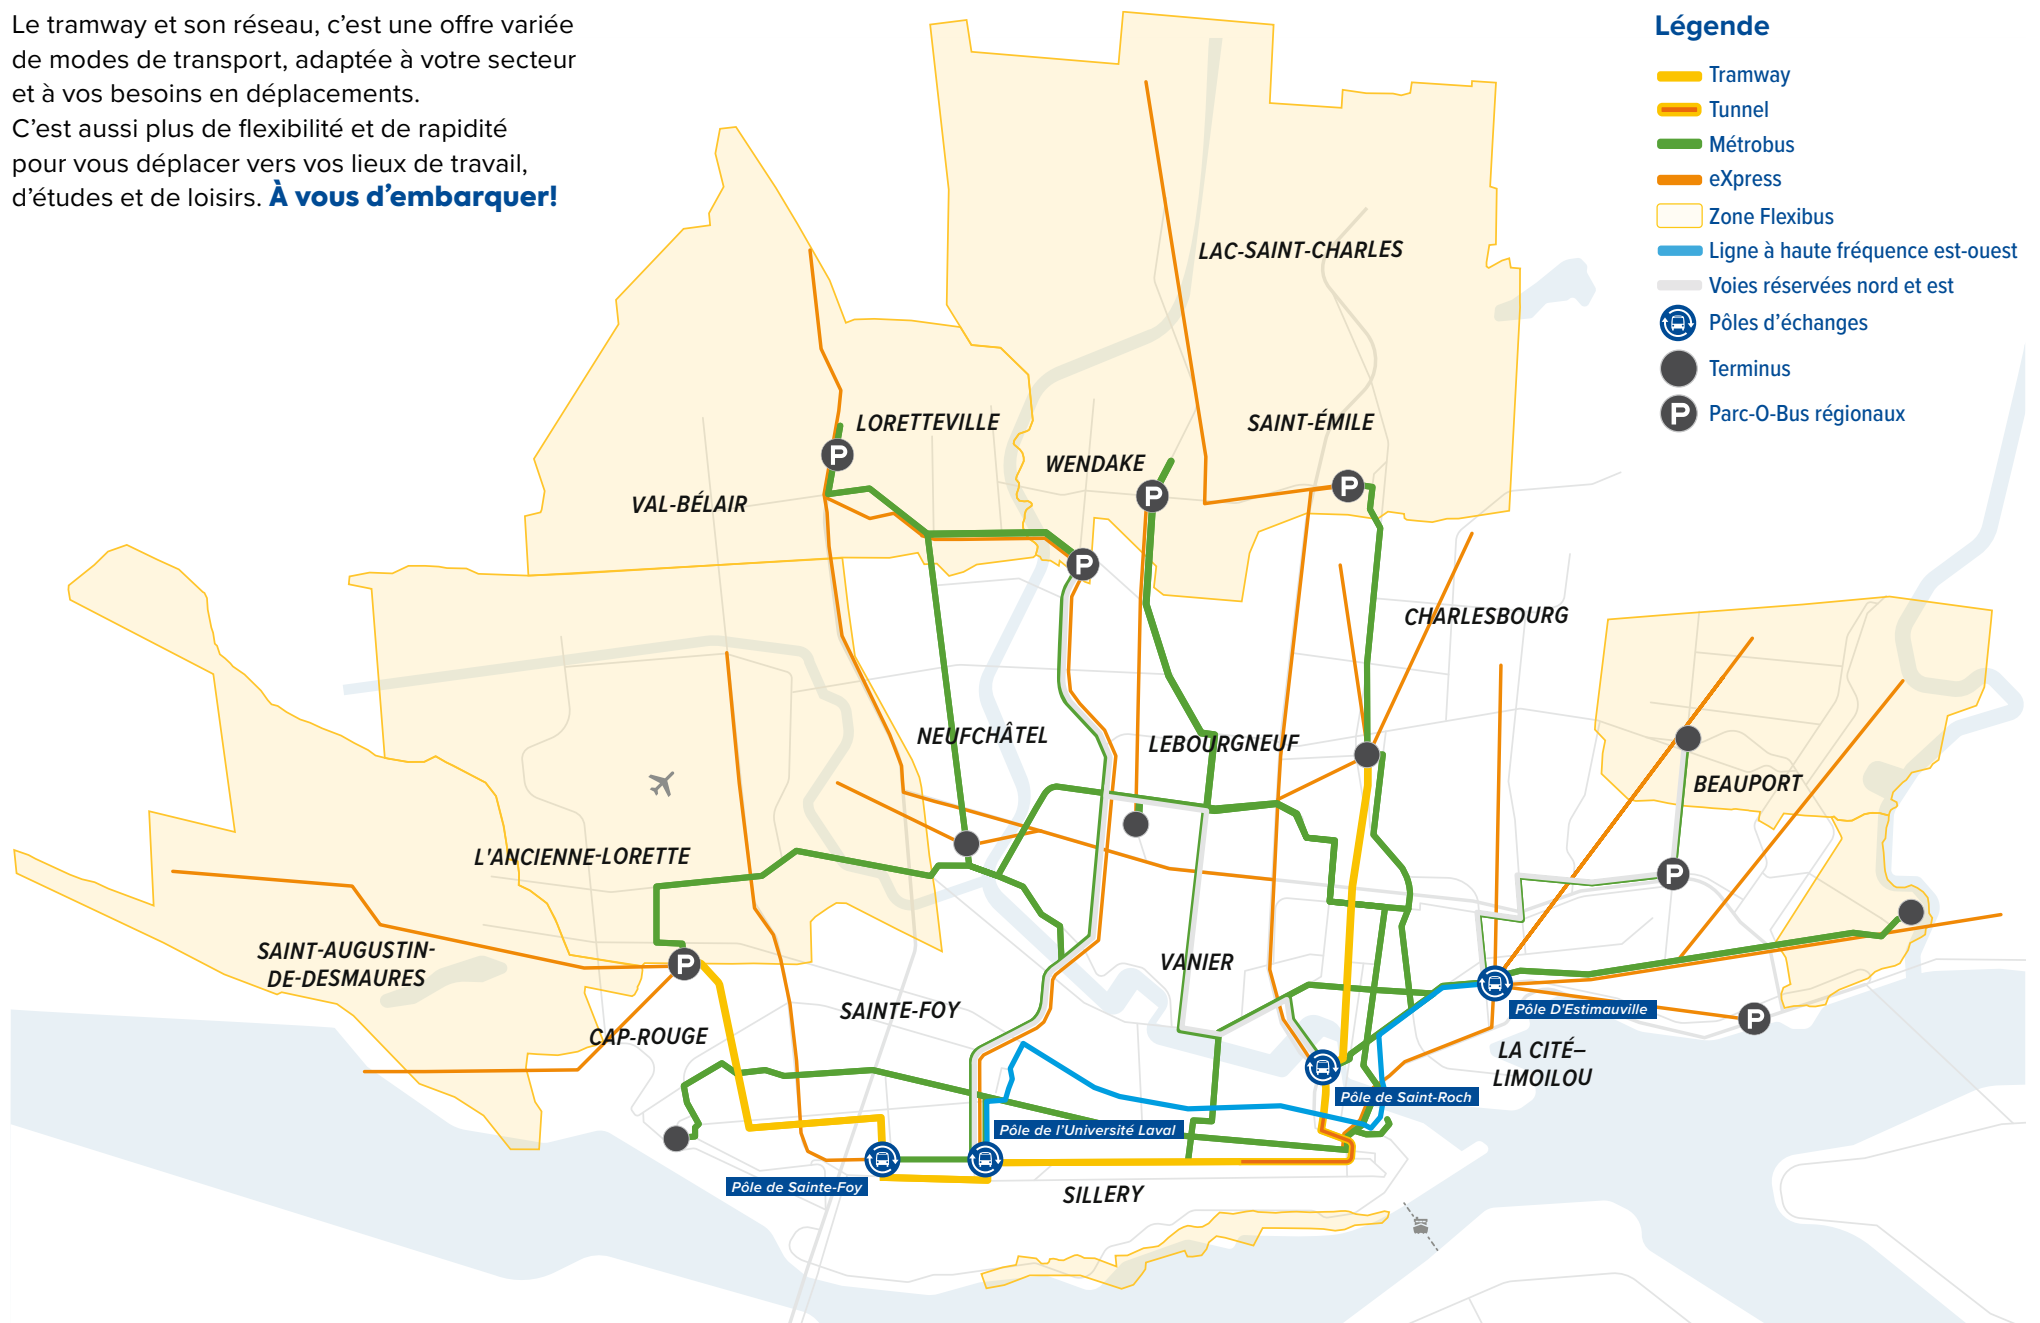 Le tramway et son réseau, c’est une offre variée
de modes de transport, adaptée à votre secteur
et à vos besoins en déplacements.
C’est aussi plus de flexibilité et de rapidité
pour vous déplacer vers vos lieux de travail,
d’études et de loisirs. À vous d’embarquer!
Légende
Tramway
Tunnel
Métrobus
eXpress
Zone Flexibus
Ligne à haute fréquence est-ouest
Voies réservées nord et est
Pôles d’échanges
Terminus
P Parc-O-Bus régionaux
LAC-SAINT-CHARLES
LORETTEVILLE
SAINT-ÉMILE
P
WENDAKE
P
P
VAL-BÉLAIR
P
CHARLESBOURG
NEUFCHÂTEL
LEBOURGNEUF
BEAUPORT
L'ANCIENNE-LORETTE
P
SAINT-AUGUSTIN-
DE-DESMAURES
P
VANIER
SAINTE-FOY
Pôle D'Estimauville
P
CAP-ROUGE
LA CITÉ–
LIMOILOU
Pôle de Saint-Roch
Pôle de l’Université Laval
Pôle de Sainte-Foy
SILLERY